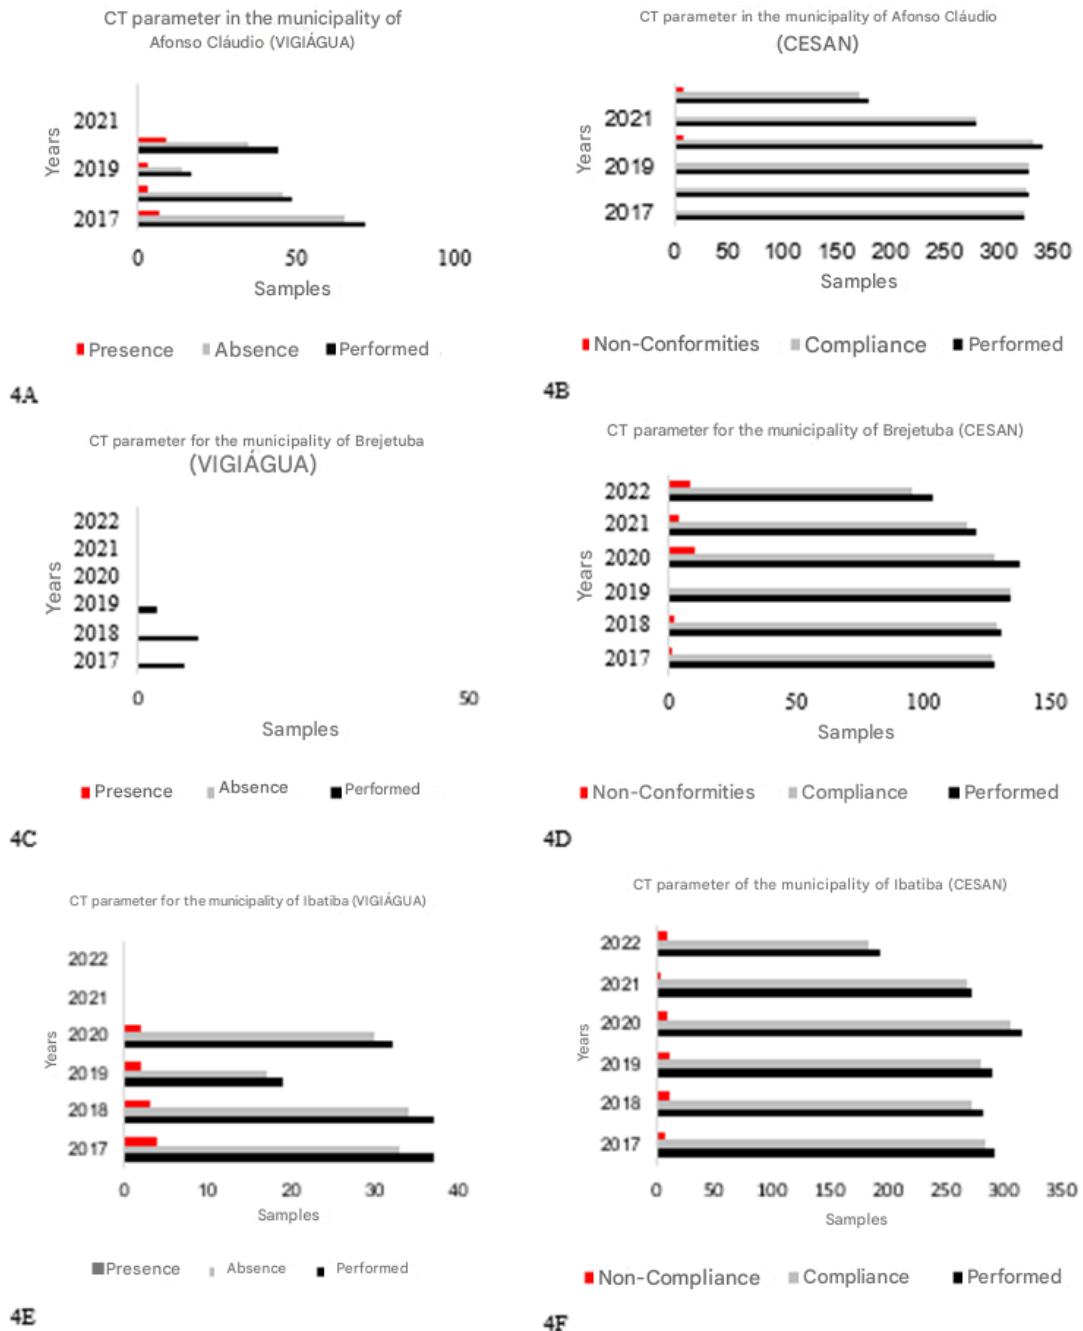 CT parameter in the municipality of
Afonso Cláudio (VIGIÁGUA)
Years
2021
2019
2017
0 50 100
Samples
Presence Absence Performed
4A
CT parameter in the municipality of Afonso Cláudio
(CESAN)
Years
2021
2019
2017
0 50 100 150 200 250 300 350
Samples
Non-Conformities Compliance Performed
4B
CT parameter for the municipality of Brejetuba
(VIGIÁGUA)
Years
2022
2021
2020
2019
2018
2017
0 50
Samples
Presence Absence Performed
4C
CT parameter for the municipality of Brejetuba (CESAN)
Years
2022
2021
2020
2019
2018
2017
0 50 100 150
Samples
Non-Conformities Compliance Performed
4D
CT parameter for the municipality of Ibatiba (VIGIÁGUA)
Years
2022
2021
2020
2019
2018
2017
0 10 20 30 40
Samples
Presence Absence Performed
4E
CT parameter of the municipality of Ibatiba (CESAN)
Years
2022
2021
2020
2019
2018
2017
0 50 100 150 200 250 300 350
Samples
Non-Compliance Compliance Performed
4F